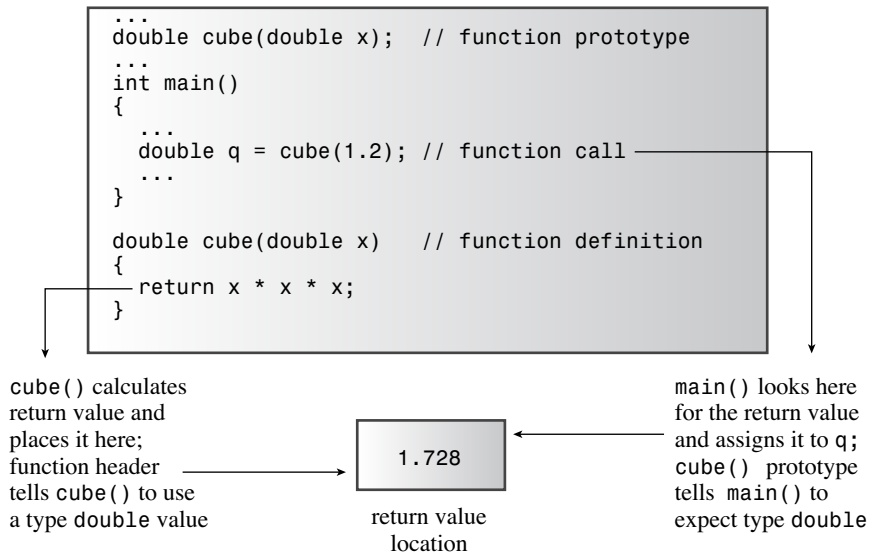 ...
double cube(double x);  // function prototype
...
int main()
{
  ...
  double q = cube(1.2); // function call
  ...
}
double cube(double x)   // function definition
{
  return x * x * x;
}
cube() calculates
return value and
places it here;
function header
tells cube() to use
a type double value
1.728
return value
location
main() looks here
for the return value
and assigns it to q;
cube() prototype
tells main() to
expect type double